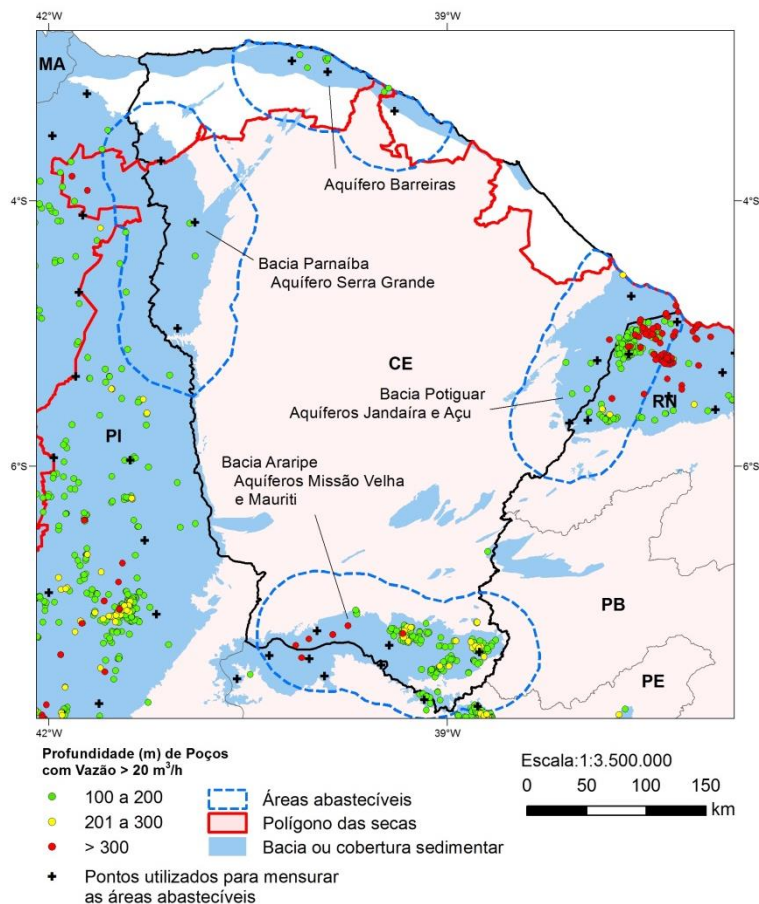 42°W
39°W
MA
Aquífero Barreiras
4°S
4°S
Bacia Parnaíba
Aquífero Serra Grande
CE
Bacia Potiguar
Aquíferos Jandaíra e Açu
RN
PI
Bacia Araripe
Aquíferos Missão Velha
e Mauriti
6°S
6°S
PB
PE
42°W
39°W
Profundidade (m) de Poços
com Vazão > 20 m³/h
100 a 200
201 a 300
> 300
Pontos utilizados para mensurar
as áreas abastecíveis
Áreas abastecíveis
Polígono das secas
Bacia ou cobertura sedimentar
Escala:1:3.500.000
0 50 100 150
km